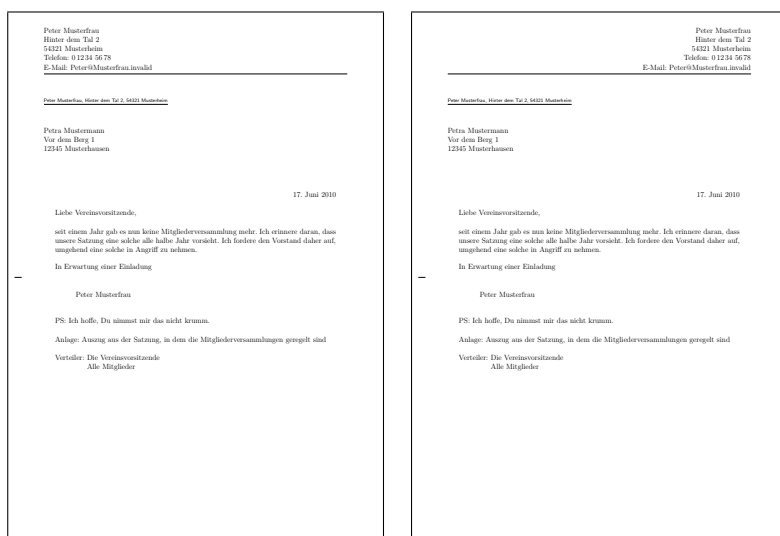 Peter Musterfrau
Hinter dem Tal 2
54321 Musterheim
Telefon: 0 12 34 56 78
E-Mail: Peter@Musterfrau.invalid
Peter Musterfrau, Hinter dem Tal 2, 54321 Musterheim
Petra Mustermann
Vor dem Berg 1
12345 Musterhausen
17. Juni 2010
Liebe Vereinsvorsitzende,
seit einem Jahr gab es nun keine Mitgliederversammlung mehr. Ich erinnere daran, dass
unsere Satzung eine solche alle halbe Jahr vorsieht. Ich fordere den Vorstand daher auf,
umgehend eine solche in Angriff zu nehmen.
In Erwartung einer Einladung
Peter Musterfrau
PS: Ich hoffe, Du nimmst mir das nicht krumm.
Anlage: Auszug aus der Satzung, in dem die Mitgliederversammlungen geregelt sind
Verteiler: Die Vereinsvorsitzende
Alle Mitglieder
Peter Musterfrau
Hinter dem Tal 2
54321 Musterheim
Telefon: 0 12 34 56 78
E-Mail: Peter@Musterfrau.invalid
Peter Musterfrau, Hinter dem Tal 2, 54321 Musterheim
Petra Mustermann
Vor dem Berg 1
12345 Musterhausen
17. Juni 2010
Liebe Vereinsvorsitzende,
seit einem Jahr gab es nun keine Mitgliederversammlung mehr. Ich erinnere daran, dass
unsere Satzung eine solche alle halbe Jahr vorsieht. Ich fordere den Vorstand daher auf,
umgehend eine solche in Angriff zu nehmen.
In Erwartung einer Einladung
Peter Musterfrau
PS: Ich hoffe, Du nimmst mir das nicht krumm.
Anlage: Auszug aus der Satzung, in dem die Mitgliederversammlungen geregelt sind
Verteiler: Die Vereinsvorsitzende
Alle Mitglieder